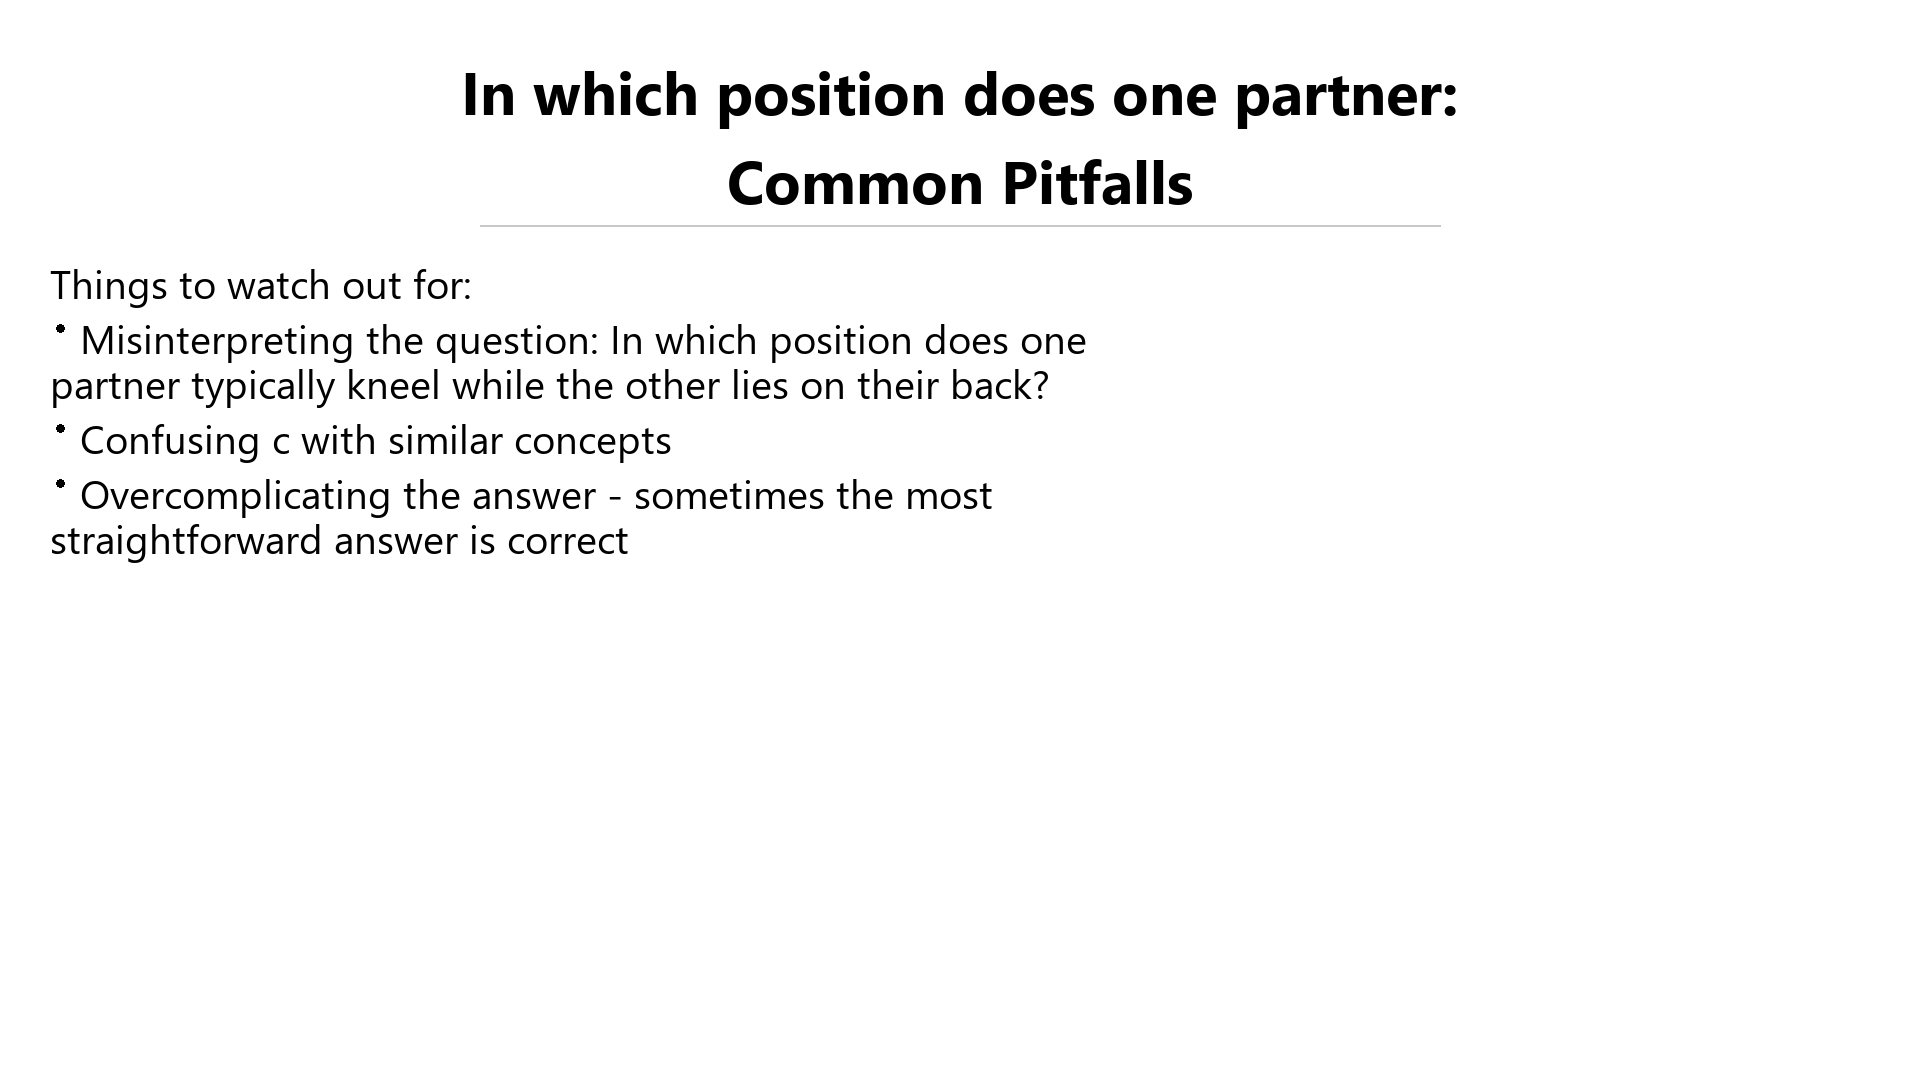 In which position does one partner:
Common Pitfalls
Things to watch out for:
• Misinterpreting the question: In which position does one
partner typically kneel while the other lies on their back?
• Confusing c with similar concepts
• Overcomplicating the answer - sometimes the most
straightforward answer is correct